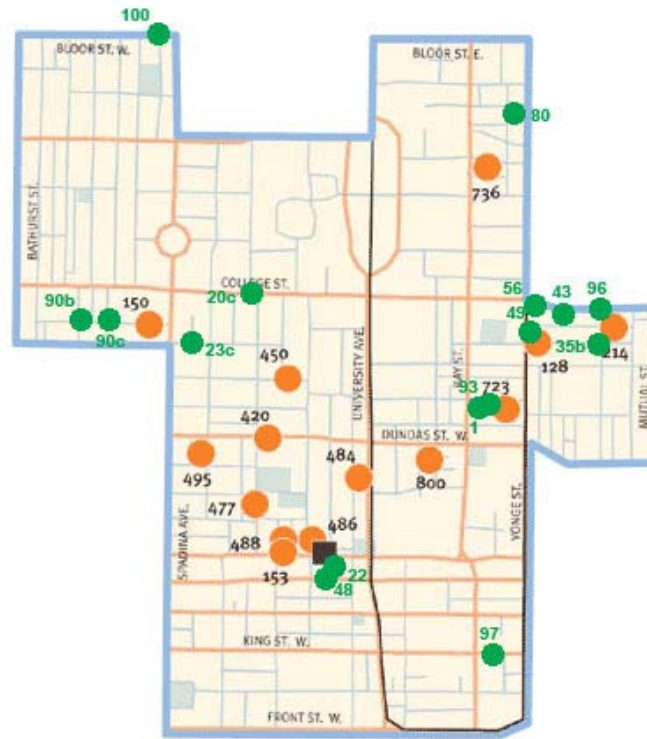 100
BLOOR ST. W.
BLOOR ST. E.
80
736
BATHURST ST.
COLLEGE ST.
20c
56
43
96
49
90b
150
90c
23c
35b
214
128
450
UNIVERSITY AVE.
BAY ST.
93
723
1
MUTUAL ST.
420
DUNDAS ST. W.
495
484
800
477
486
488
153
22
48
SPADINA AVE.
YONGE ST.
KING ST. W.
97
FRONT ST. W.